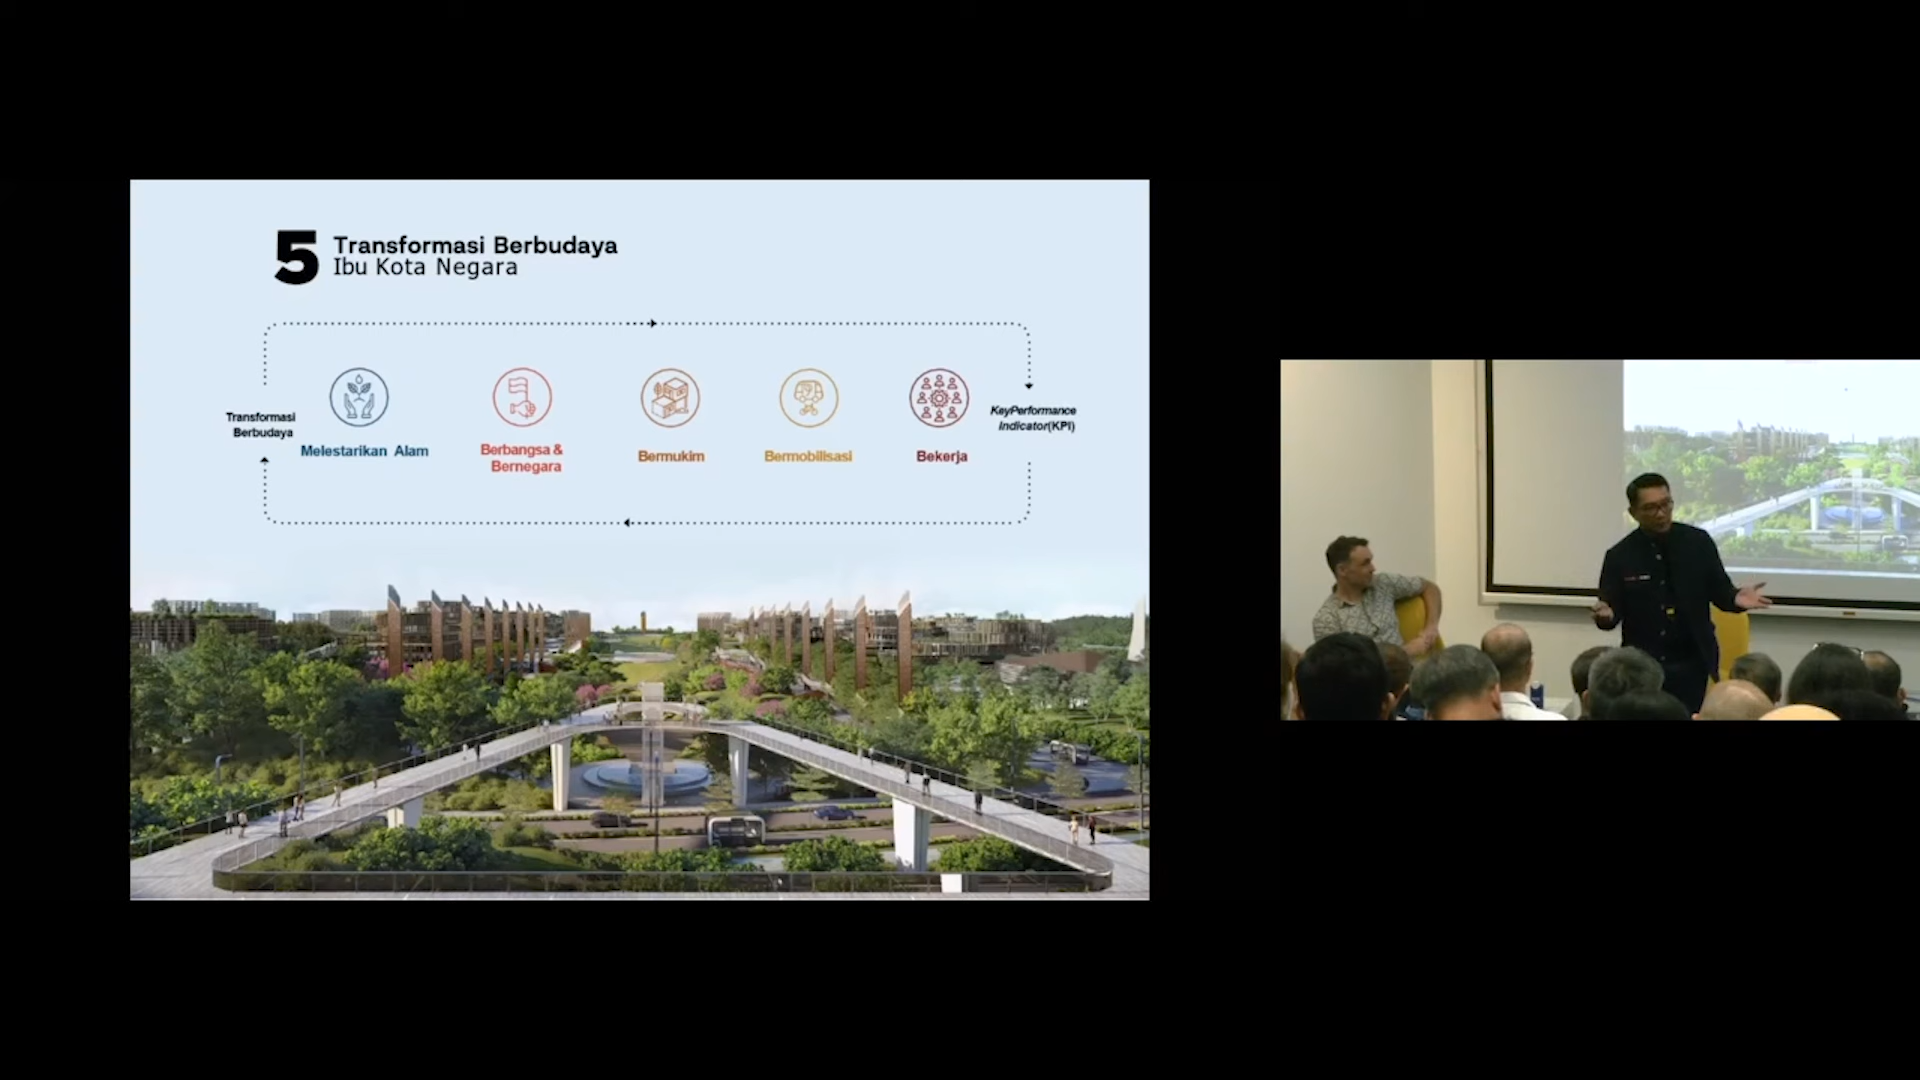 5 Transformasi Berbudaya
Ibu Kota Negara
Transformasi
Berbudaya
Melestarikan Alam
Berbangsa &
Bernegara
Bermukim
Bermobilisasi
Bekerja
KeyPerformance
Indicator(KPI)